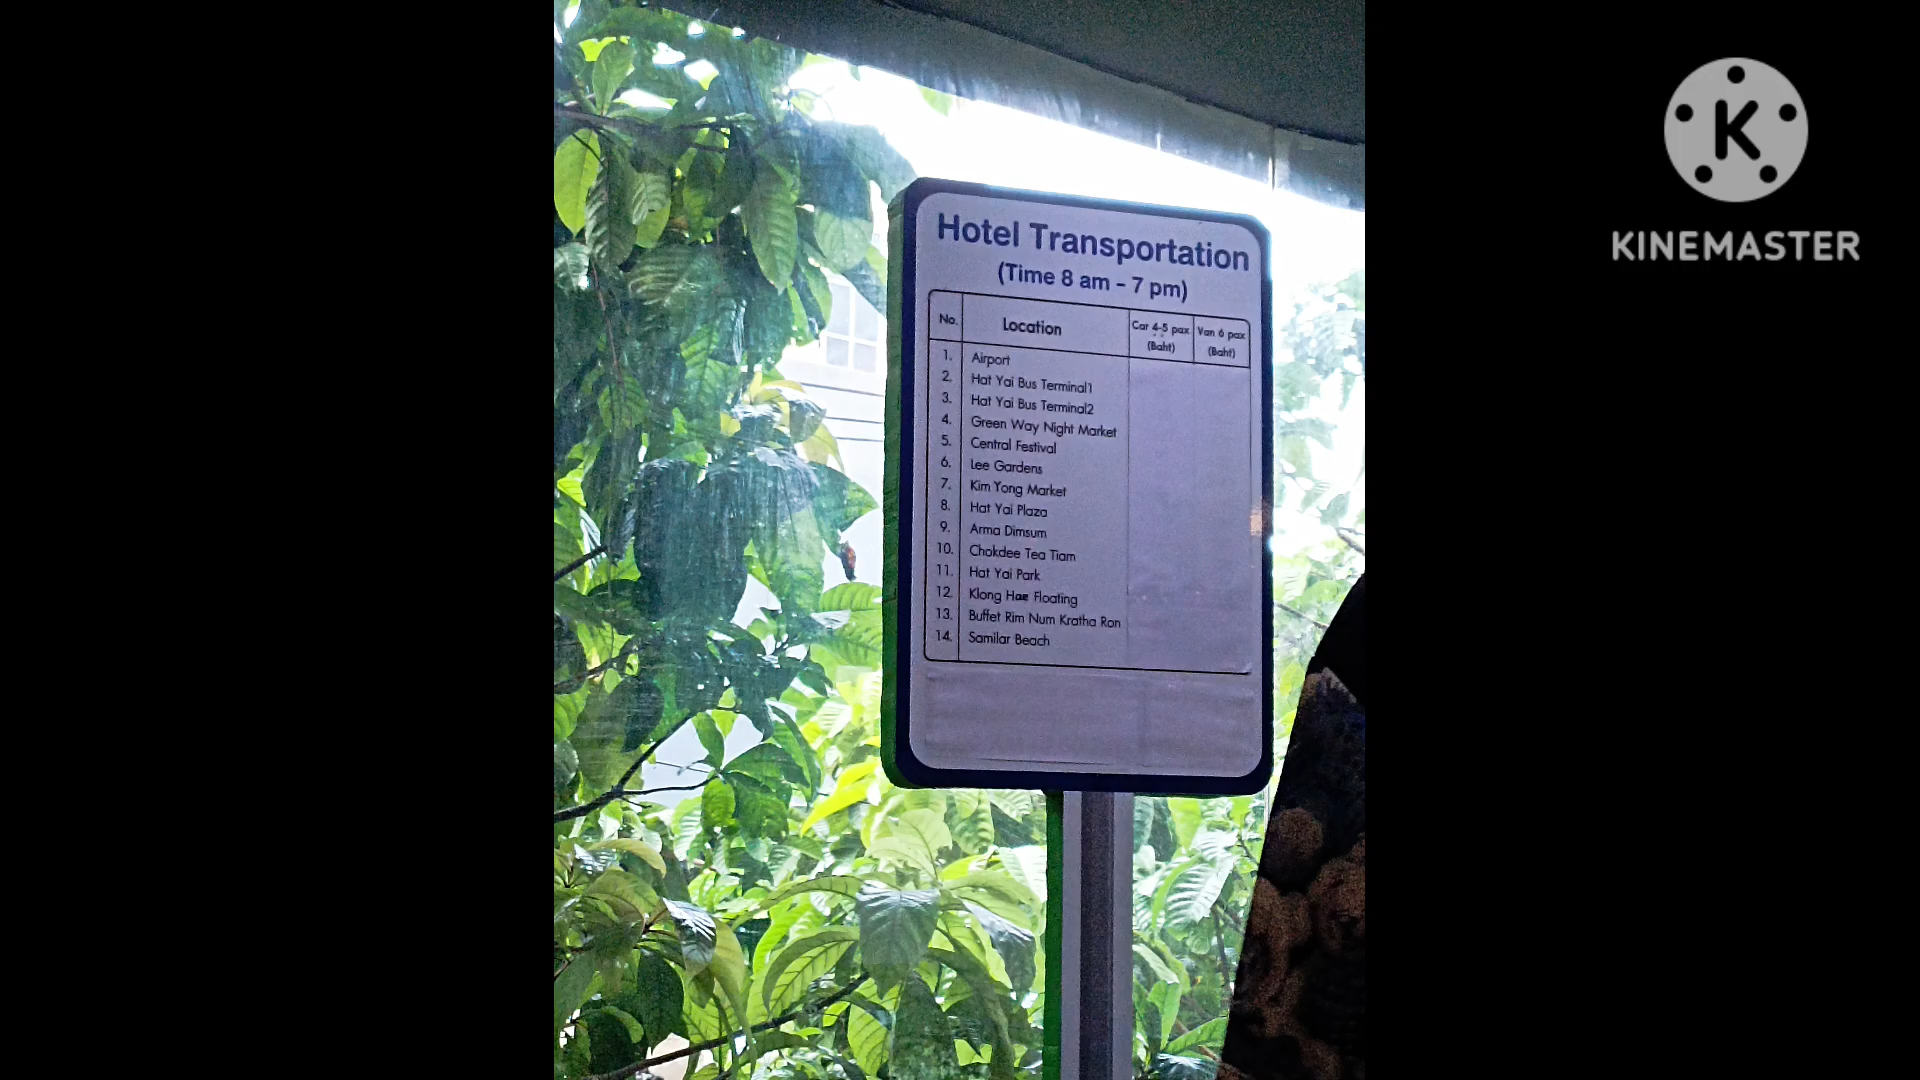 Hotel Transportation
(Time 8 am - 7 pm)
No. Location Car 4-5 pax (Baht) Van 6 pax (Baht)
1. Airport
2. Hat Yai Bus Terminal1
3. Hat Yai Bus Terminal2
4. Green Way Night Market
5. Central Festival
6. Lee Gardens
7. Kim Yong Market
8. Hat Yai Plaza
9. Arma Dimsum
10. Chokdee Tea Tiam
11. Hat Yai Park
12. Klong Hae Floating
13. Buffet Rim Num Kratha Ron
14. Samilar Beach
K
KINEMASTER